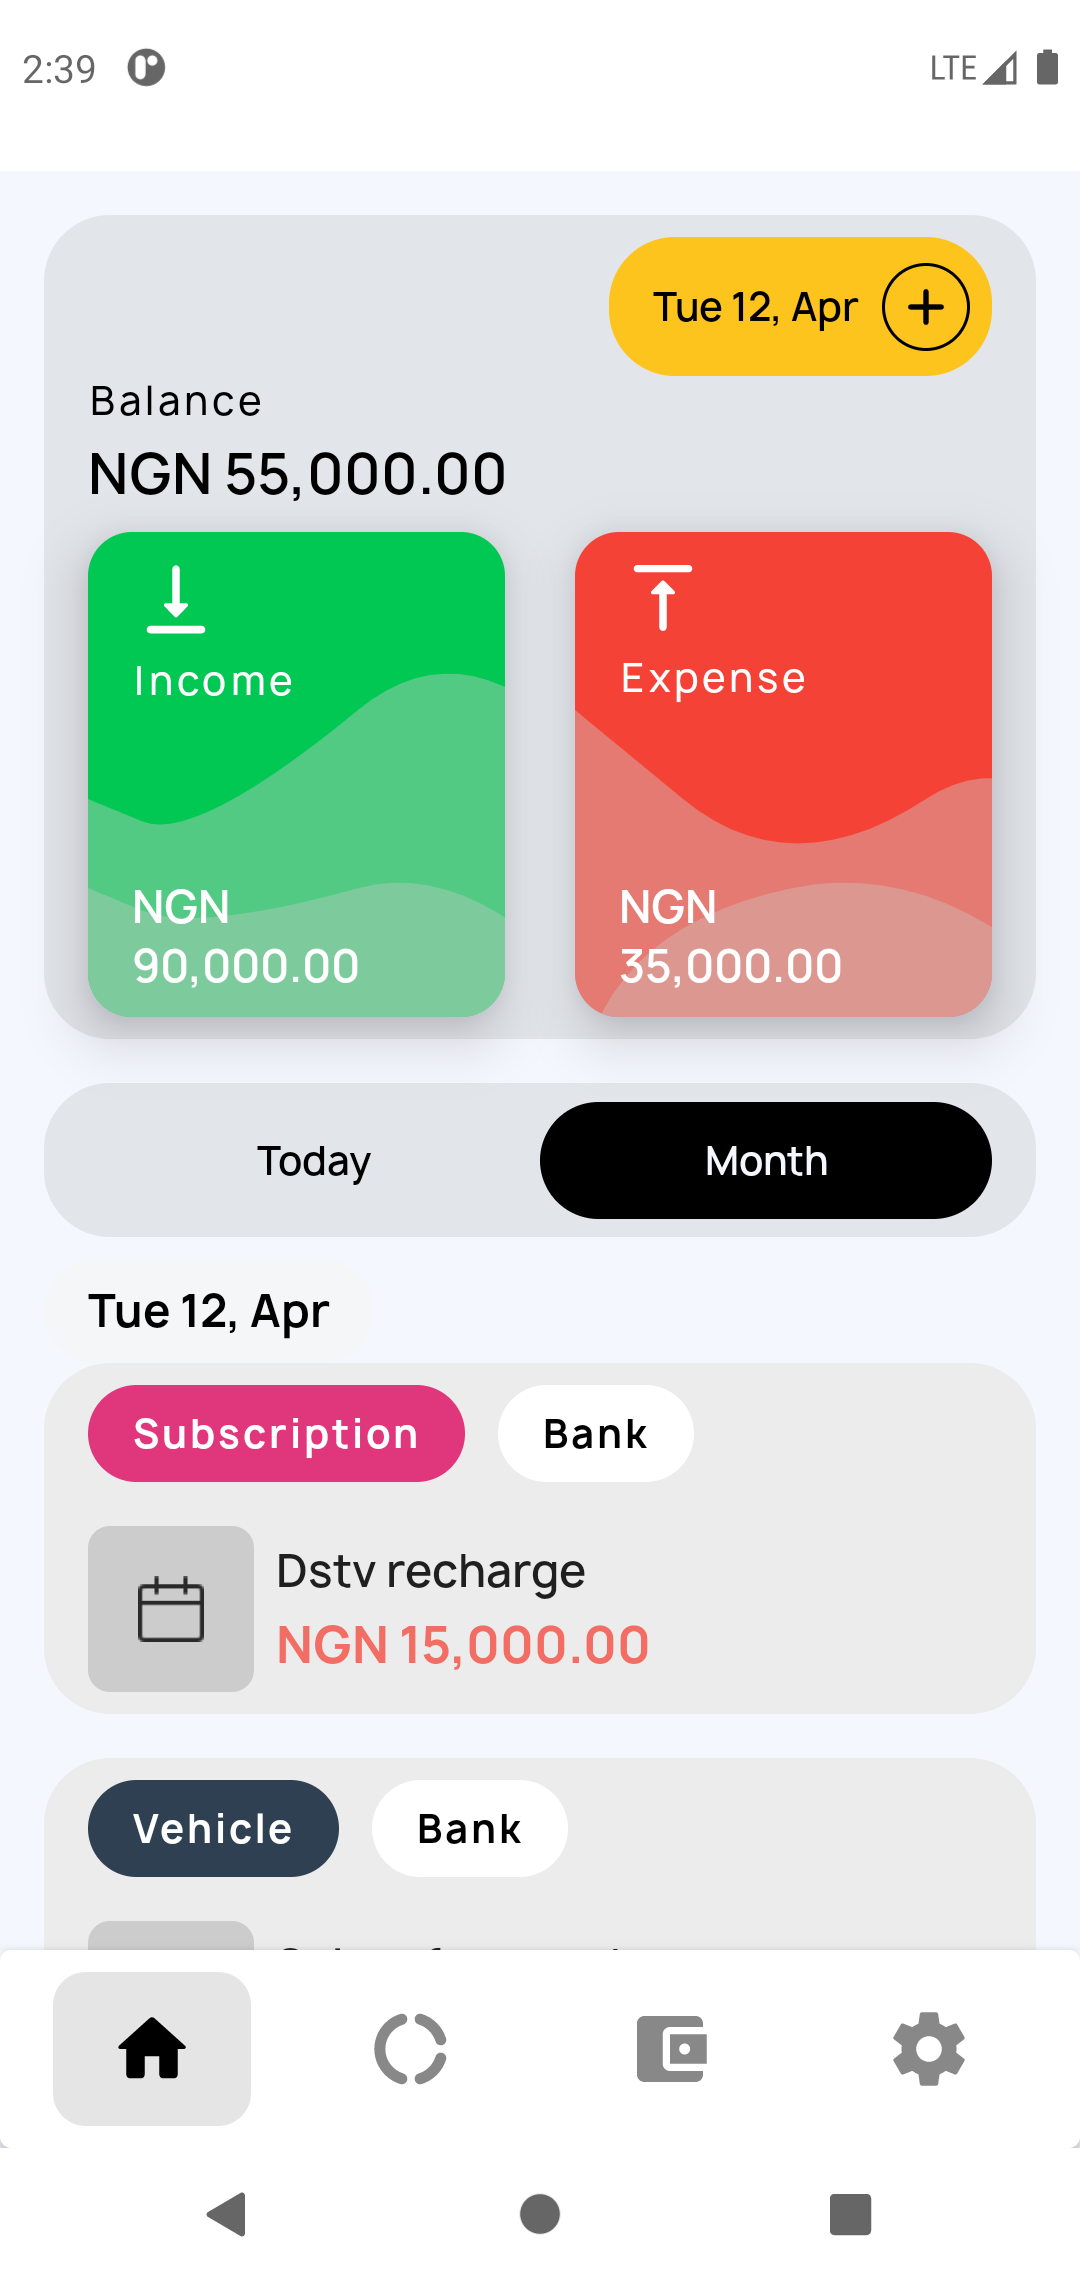 2:39
LTE
Tue 12, Apr
Balance
NGN 55,000.00
Income
Expense
NGN
90,000.00
NGN
35,000.00
Today
Month
Tue 12, Apr
Subscription
Bank
Dstv recharge
NGN 15,000.00
Vehicle
Bank